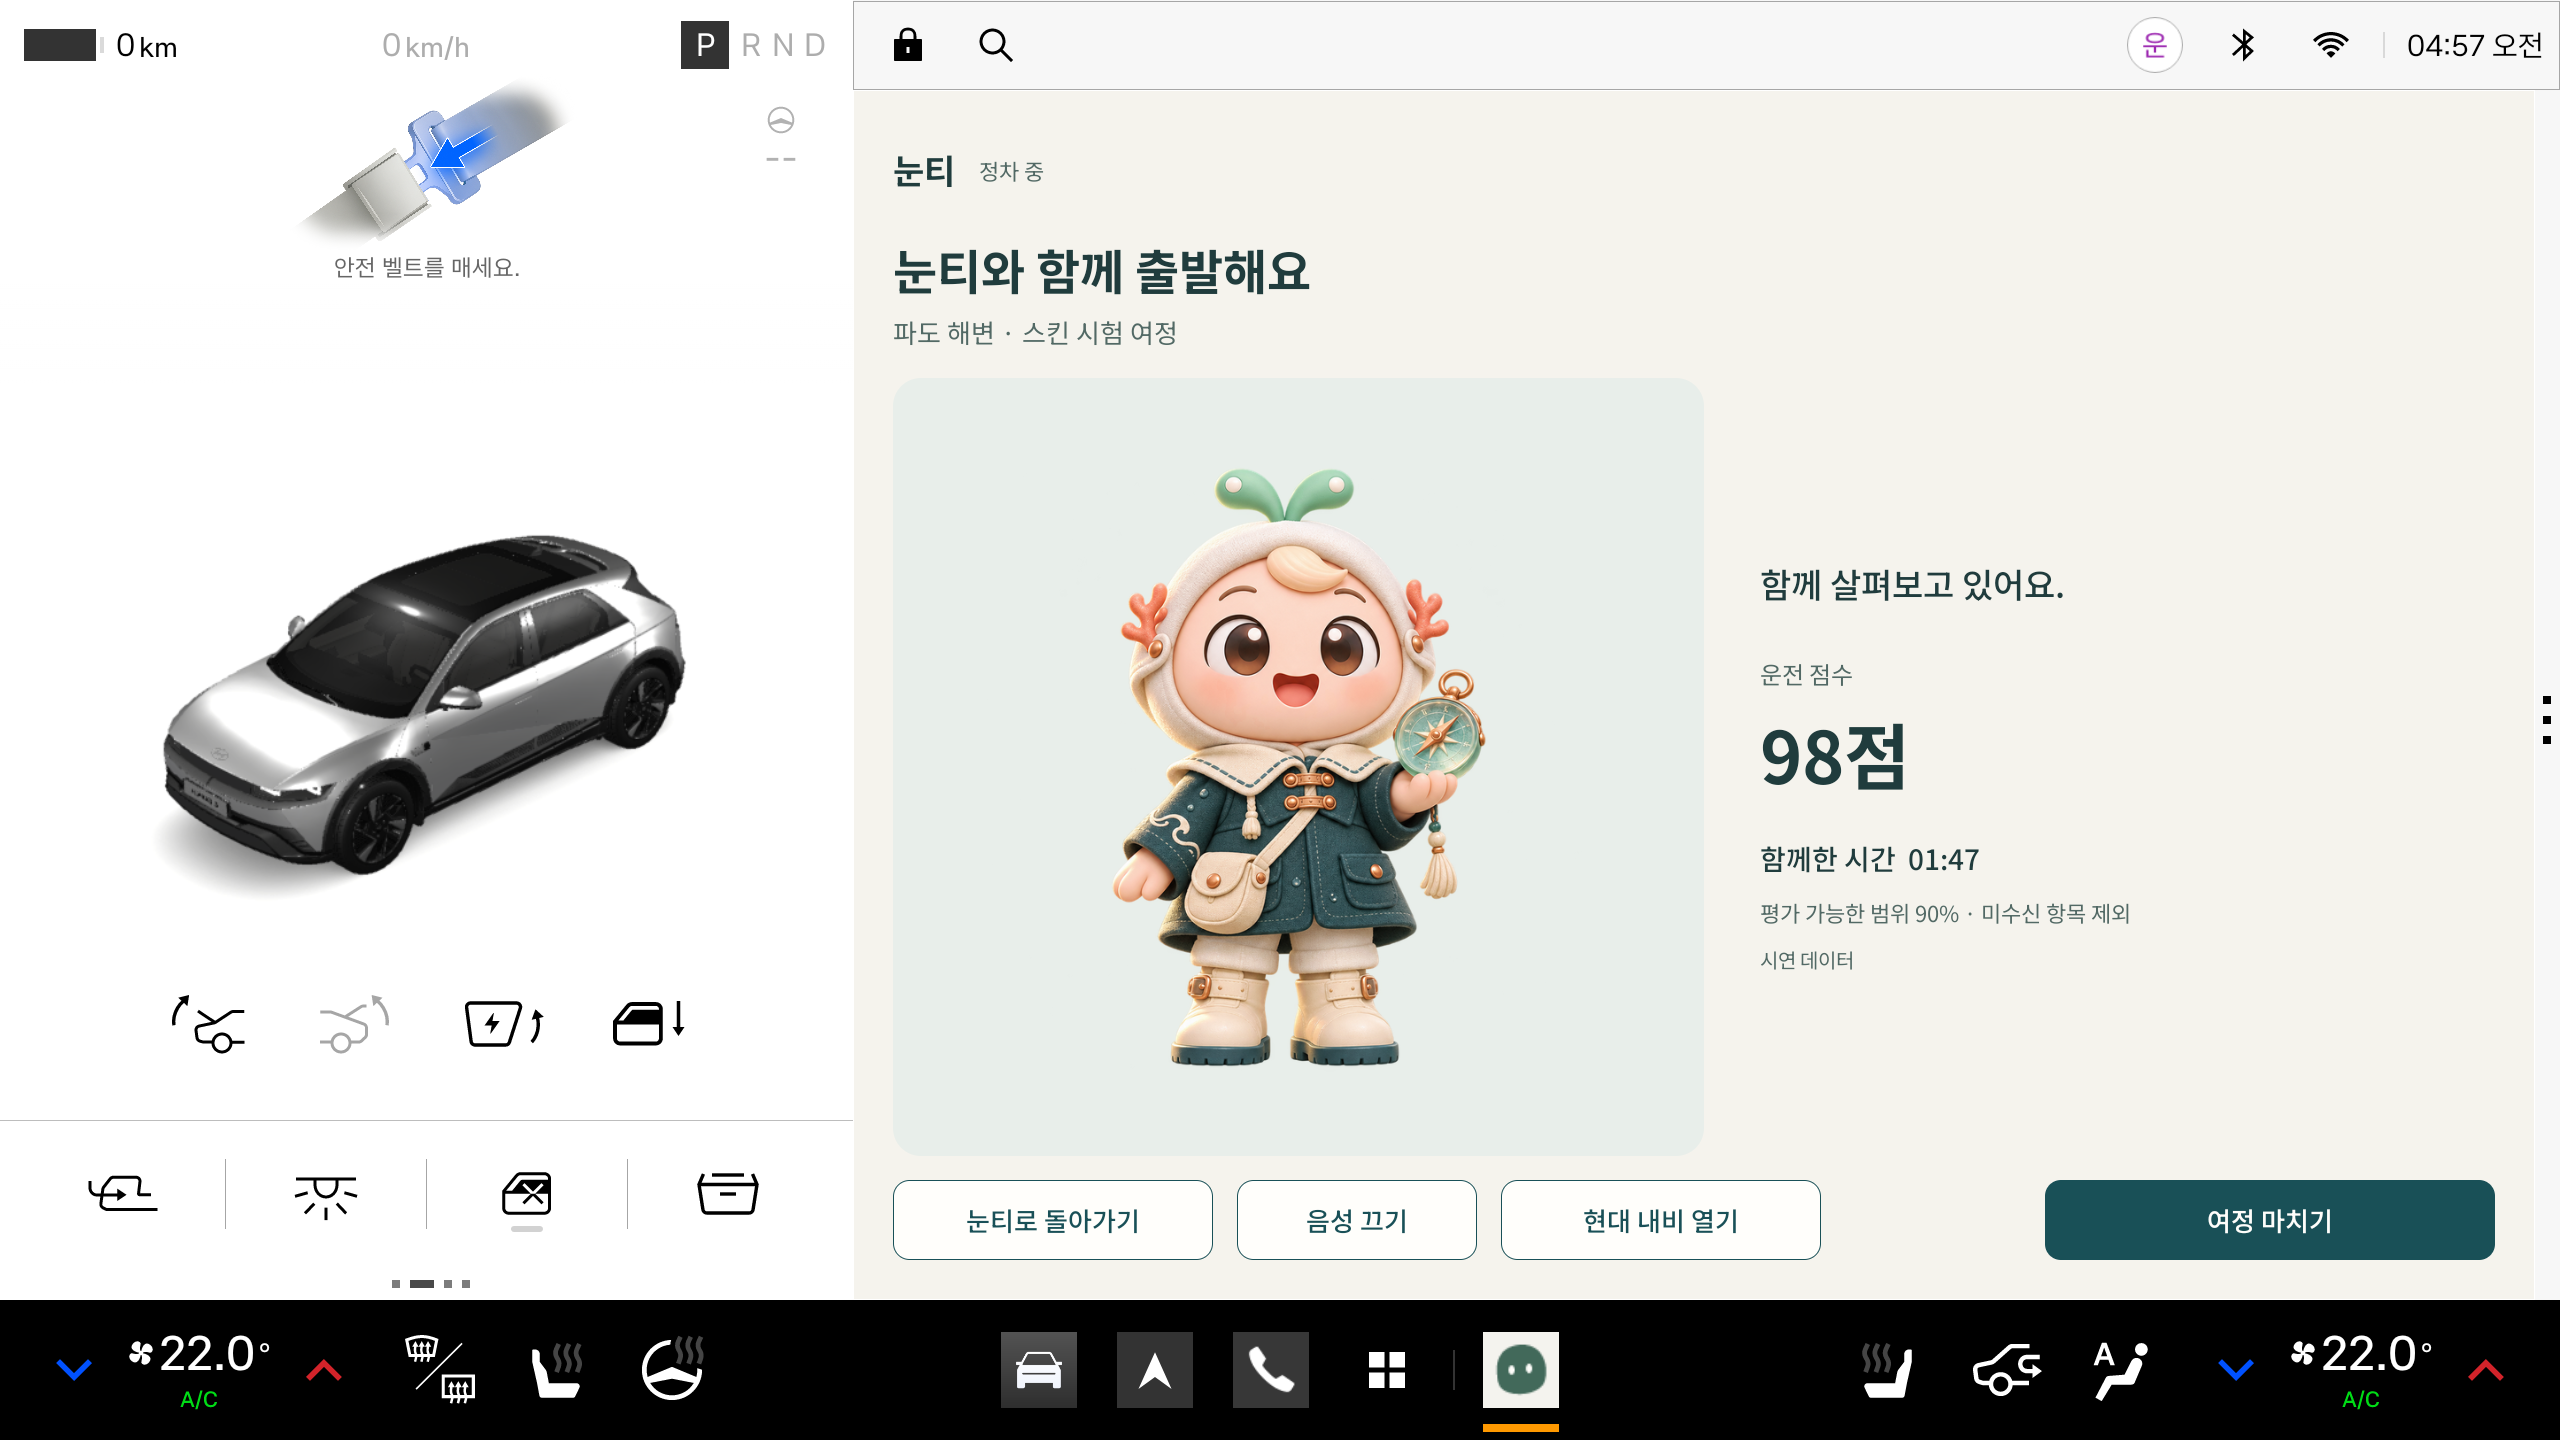 0 km
0 km/h
P R N D
운
04:57 오전
안전 벨트를 매세요.
눈티 정차 중
눈티와 함께 출발해요
파도 해변 · 스킨 시험 여정
함께 살펴보고 있어요.
운전 점수
98점
함께한 시간 01:47
평가 가능한 범위 90% · 미수신 항목 제외
시연 데이터
눈티로 돌아가기
음성 끄기
현대 내비 열기
여정 마치기
22.0°
A/C
A
22.0°
A/C